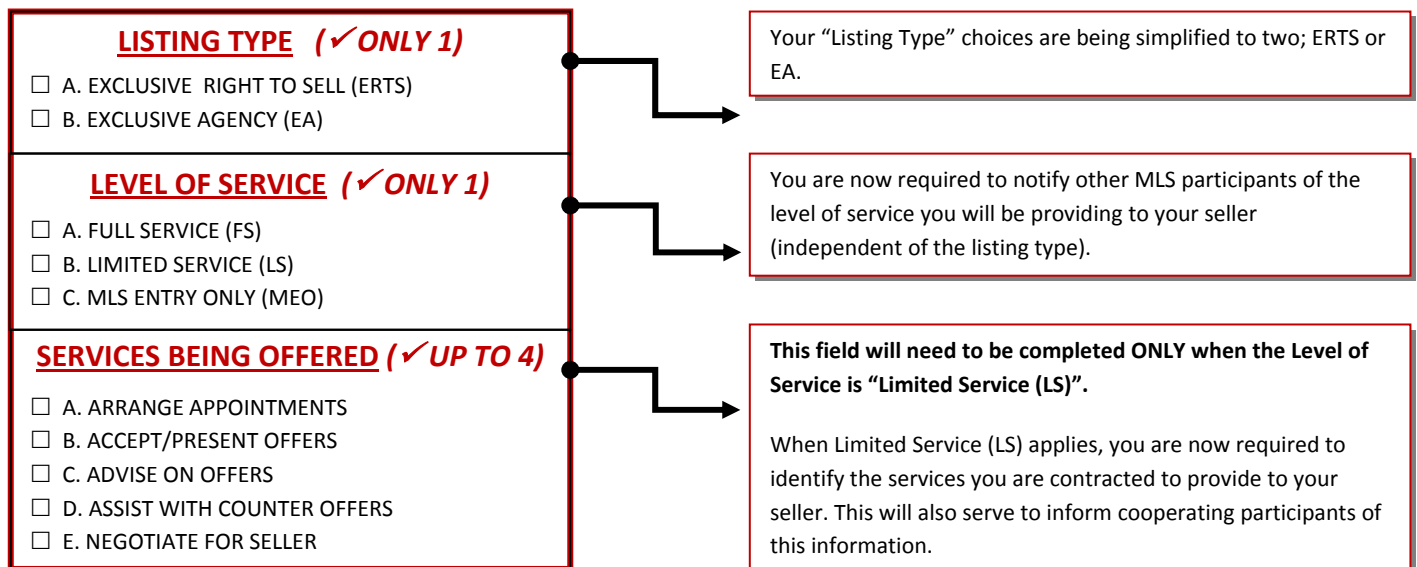 LISTING TYPE (✓ONLY 1)
☐ A. EXCLUSIVE RIGHT TO SELL (ERTS)
☐ B. EXCLUSIVE AGENCY (EA)
Your “Listing Type” choices are being simplified to two; ERTS or
EA.
LEVEL OF SERVICE (✓ONLY 1)
☐ A. FULL SERVICE (FS)
☐ B. LIMITED SERVICE (LS)
☐ C. MLS ENTRY ONLY (MEO)
You are now required to notify other MLS participants of the
level of service you will be providing to your seller
(independent of the listing type).
SERVICES BEING OFFERED (✓UP TO 4)
☐ A. ARRANGE APPOINTMENTS
☐ B. ACCEPT/PRESENT OFFERS
☐ C. ADVISE ON OFFERS
☐ D. ASSIST WITH COUNTER OFFERS
☐ E. NEGOTIATE FOR SELLER
This field will need to be completed ONLY when the Level of
Service is “Limited Service (LS)”.
When Limited Service (LS) applies, you are now required to
identify the services you are contracted to provide to your
seller. This will also serve to inform cooperating participants of
this information.